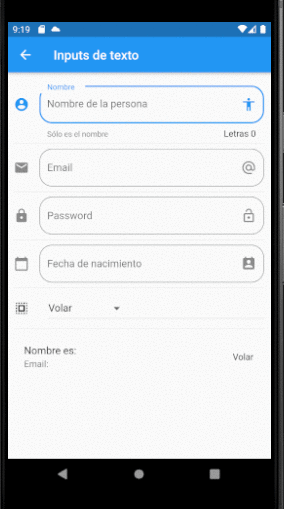 9:19
Inputs de texto
Nombre
Nombre de la persona
Sólo es el nombre Letras 0
Email
Password
Fecha de nacimiento
Volar
Nombre es:
Email:
Volar